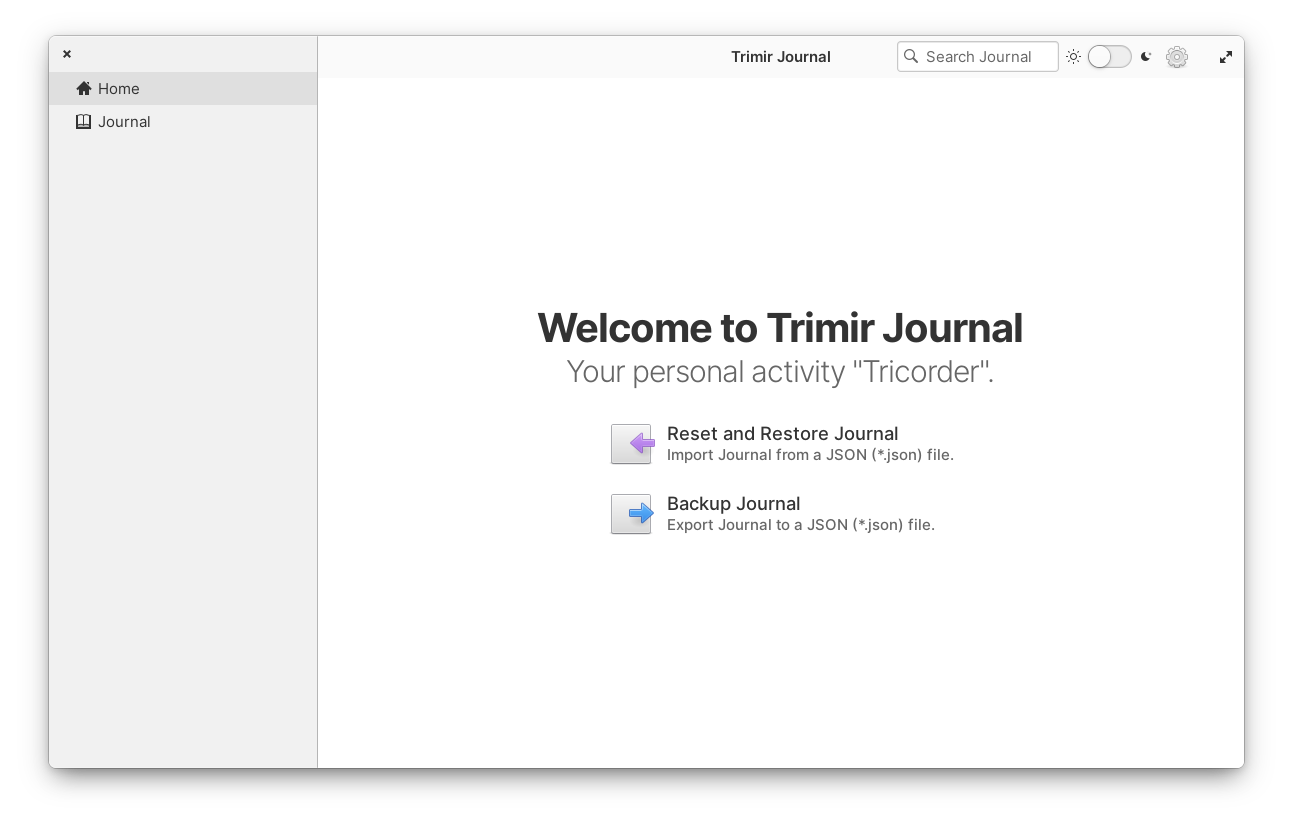 Trimir Journal
Search Journal
Home
Journal
Welcome to Trimir Journal
Your personal activity "Tricorder".
Reset and Restore Journal
Import Journal from a JSON (*.json) file.
Backup Journal
Export Journal to a JSON (*.json) file.